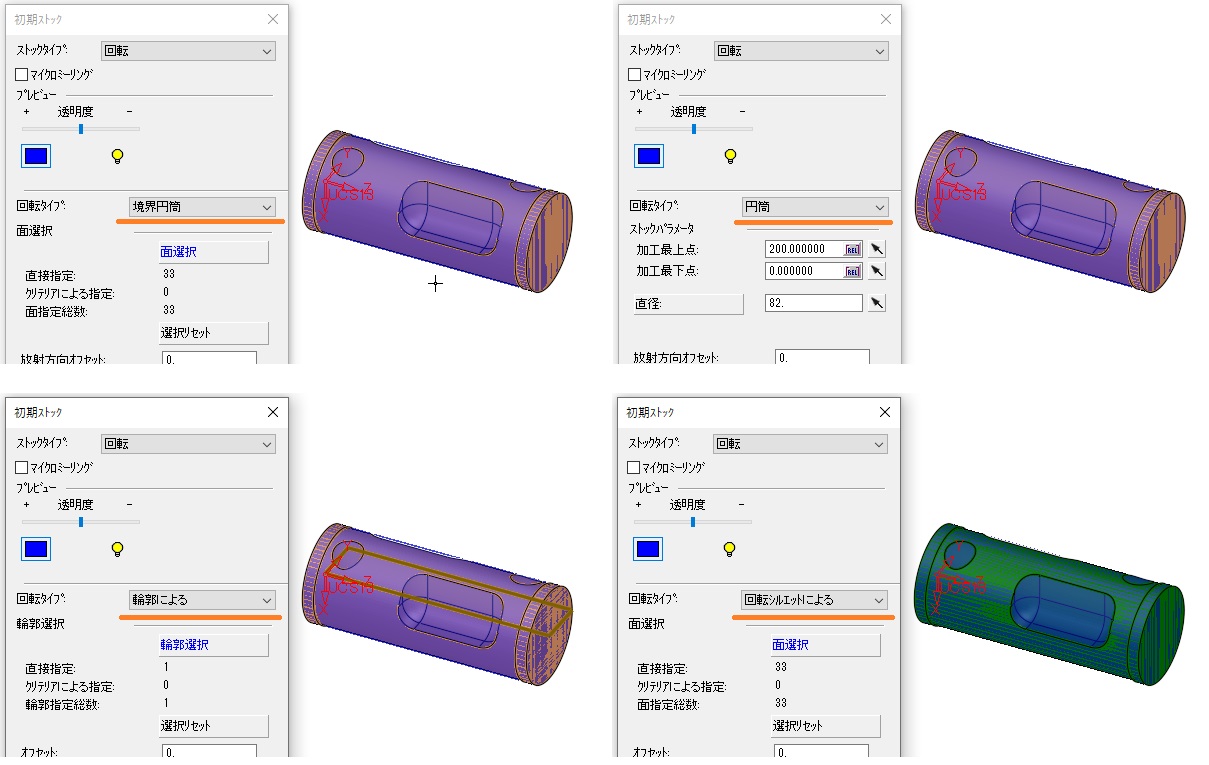 初期ｽﾄｯｸ
ｽﾄｯｸﾀｲﾌﾟ:
回転
ﾏｲｸﾛﾐｰﾘﾝｸﾞ
ﾌﾟﾚﾋﾞｭｰ
+ 透明度 -
回転ﾀｲﾌﾟ:
境界円筒
面選択
面選択
直接指定: 33
ｸﾘﾃﾘｱによる指定: 0
面指定総数: 33
選択ﾘｾｯﾄ
放射方向ｵﾌｾｯﾄ: 0.
UCS13
初期ｽﾄｯｸ
ｽﾄｯｸﾀｲﾌﾟ:
回転
ﾏｲｸﾛﾐｰﾘﾝｸﾞ
ﾌﾟﾚﾋﾞｭｰ
+ 透明度 -
回転ﾀｲﾌﾟ:
円筒
ｽﾄｯｸﾊﾟﾗﾒｰﾀ
加工最上点: 200.000000 REL
加工最下点: 0.000000 REL
直径: 82.
放射方向ｵﾌｾｯﾄ: 0.
UCS13
初期ｽﾄｯｸ
ｽﾄｯｸﾀｲﾌﾟ:
回転
ﾏｲｸﾛﾐｰﾘﾝｸﾞ
ﾌﾟﾚﾋﾞｭｰ
+ 透明度 -
回転ﾀｲﾌﾟ:
輪郭による
輪郭選択
輪郭選択
直接指定: 1
ｸﾘﾃﾘｱによる指定: 0
輪郭指定総数: 1
選択ﾘｾｯﾄ
ｵﾌｾｯﾄ: 0.
UCS13
初期ｽﾄｯｸ
ｽﾄｯｸﾀｲﾌﾟ:
回転
ﾏｲｸﾛﾐｰﾘﾝｸﾞ
ﾌﾟﾚﾋﾞｭｰ
+ 透明度 -
回転ﾀｲﾌﾟ:
回転ｼﾙｴｯﾄによる
面選択
面選択
直接指定: 33
ｸﾘﾃﾘｱによる指定: 0
面指定総数: 33
選択ﾘｾｯﾄ
ｵﾌｾｯﾄ: 0.
UCS13